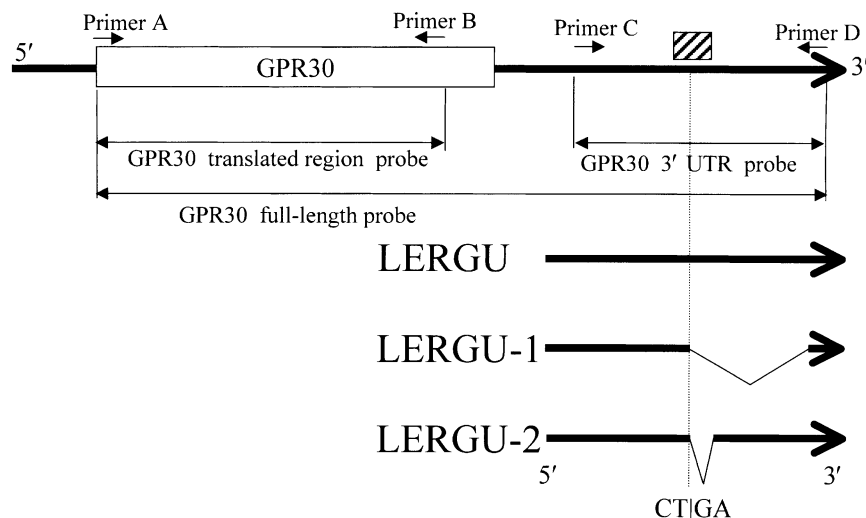 Primer A
Primer B
Primer C
Primer D
5′
GPR30
3′
GPR30 translated region probe
GPR30 3′ UTR probe
GPR30 full-length probe
LERGU
LERGU-1
LERGU-2
5′
3′
CT|GA